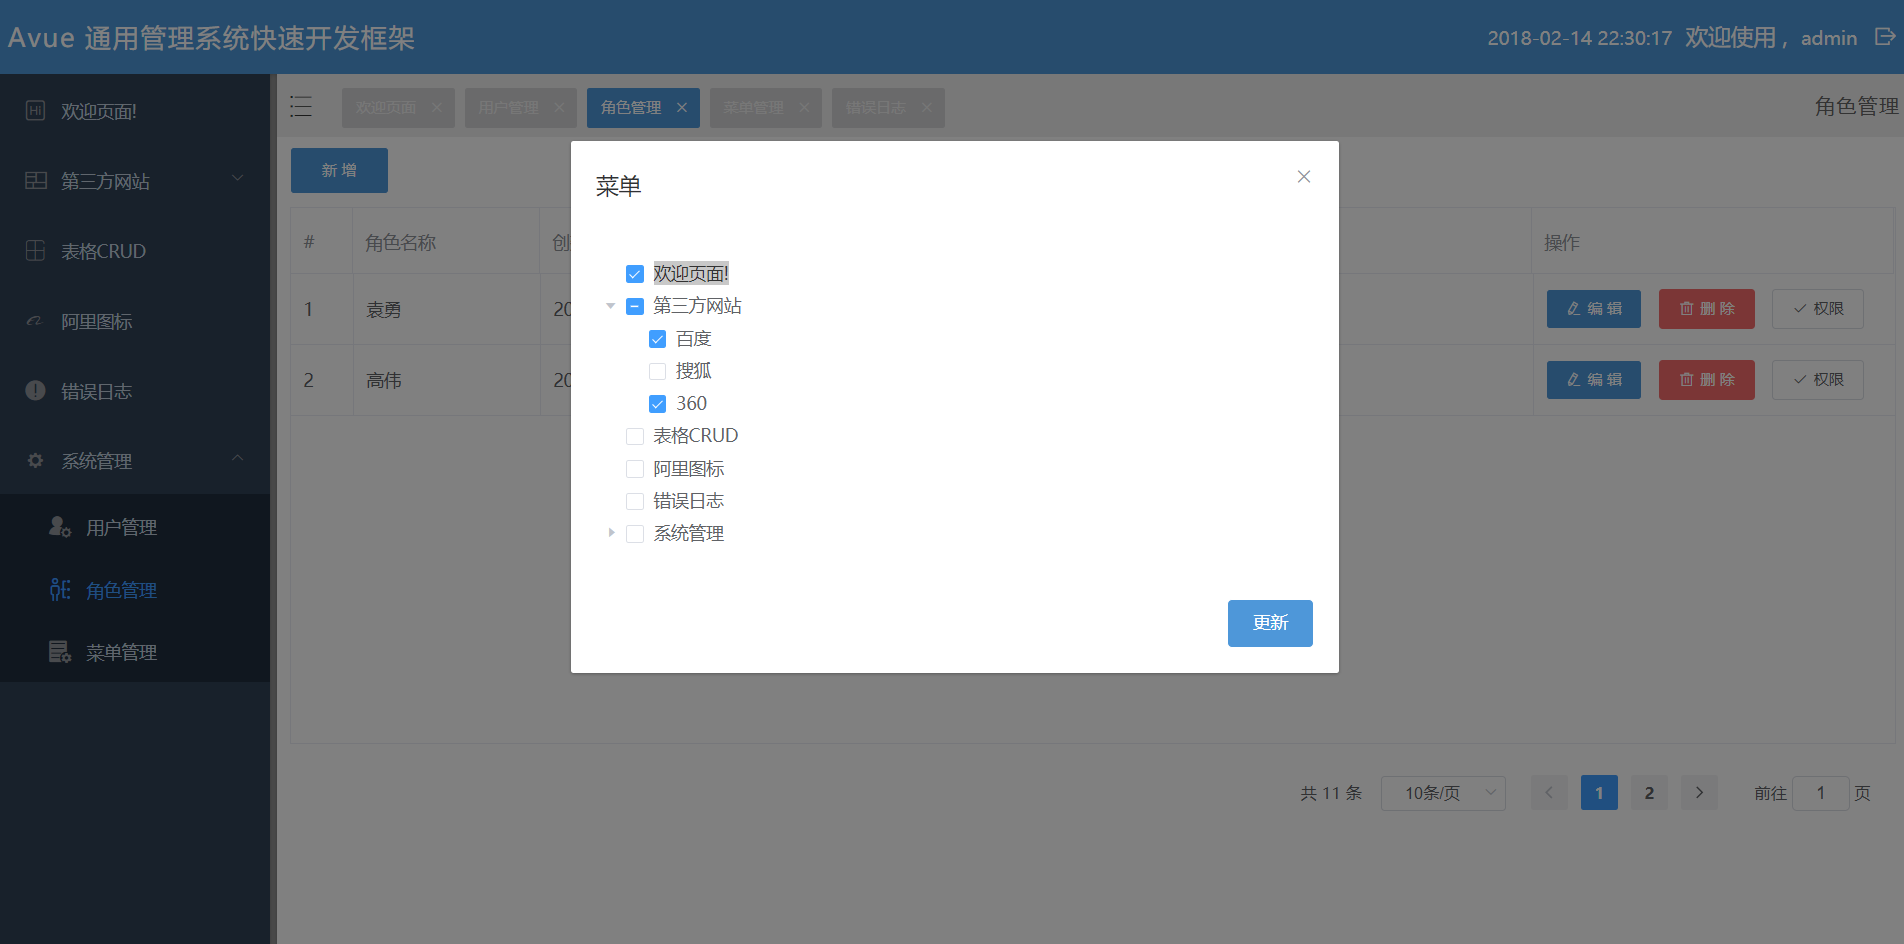 Avue 通用管理系统快速开发框架
2018-02-14 22:30:17 欢迎使用， admin
Hi 欢迎页面!
第三方网站
表格CRUD
阿里图标
错误日志
系统管理
用户管理
角色管理
菜单管理
欢迎页面
用户管理
角色管理
菜单管理
错误日志
角色管理
新 增
# 角色名称 创 操作
1 袁勇 20 编 辑 删 除 权限
2 高伟 20 编 辑 删 除 权限
菜单
欢迎页面!
第三方网站
百度
搜狐
360
表格CRUD
阿里图标
错误日志
系统管理
更新
共 11 条 10条/页 1 2 前往 1 页